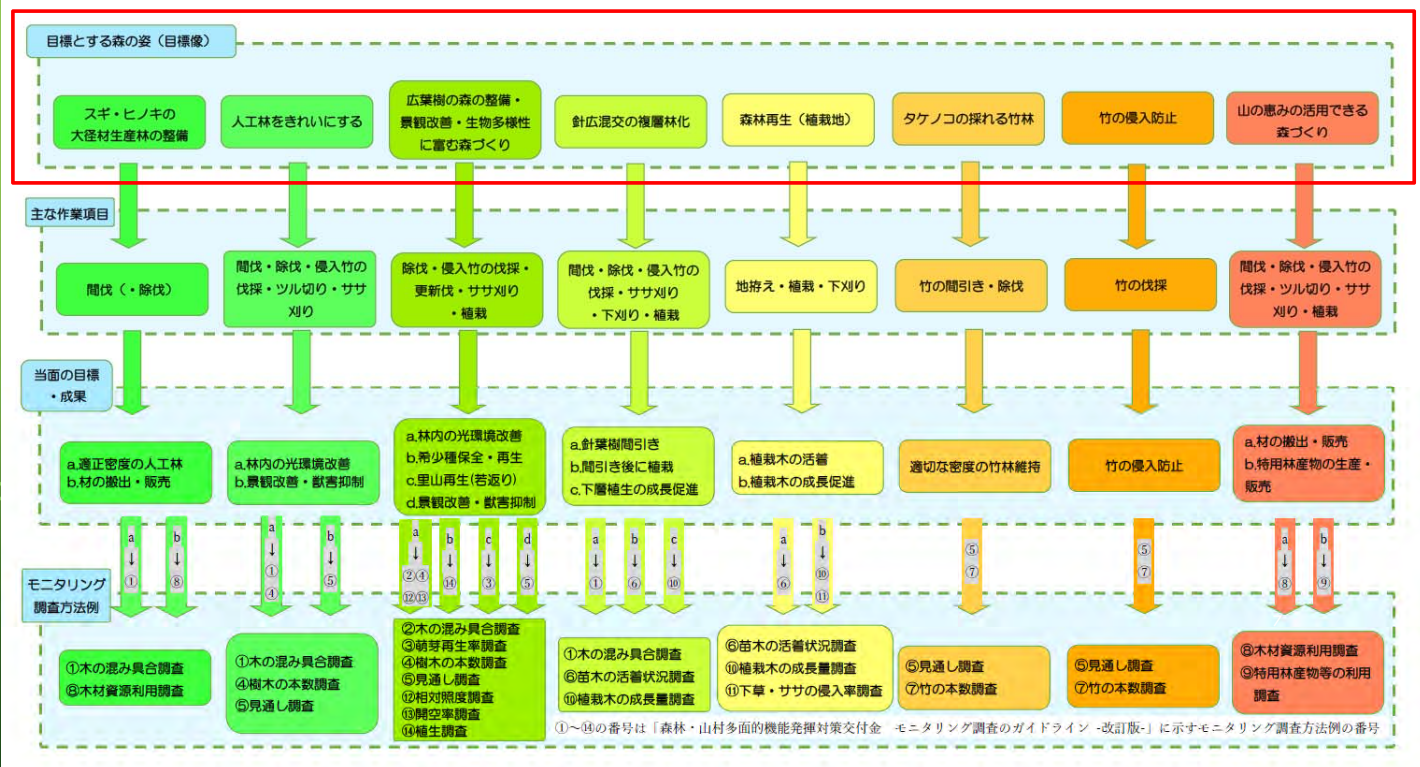 目標とする森の姿（目標像）
スギ・ヒノキの
大径材生産林の整備
人工林をきれいにする
広葉樹の森の整備・
景観改善・生物多様性
に富む森づくり
針広混交の複層林化
森林再生（植栽地）
タケノコの採れる竹林
竹の侵入防止
山の恵みの活用できる
森づくり
主な作業項目
間伐（・除伐）
間伐・除伐・侵入竹の
伐採・ツル切り・ササ
刈り
除伐・侵入竹の伐採・
更新伐・ササ刈り
・植栽
間伐・除伐・侵入竹の
伐採・ササ刈り
・下刈り・植栽
地拵え・植栽・下刈り
竹の間引き・除伐
竹の伐採
間伐・除伐・侵入竹の
伐採・ツル切り・ササ
刈り・植栽
当面の目標
・成果
a.適正密度の人工林
b.材の搬出・販売
a.林内の光環境改善
b.景観改善・獣害抑制
a.林内の光環境改善
b.希少種保全・再生
c.里山再生(若返り)
d.景観改善・獣害抑制
a.針葉樹間引き
b.間引き後に植栽
c.下層植生の成長促進
a.植栽木の活着
b.植栽木の成長促進
適切な密度の竹林維持
竹の侵入防止
a.材の搬出・販売
b.特用林産物の生産・
販売
a
↓
①
b
↓
⑧
a
↓
①
④
b
↓
⑤
a
↓
②④
⑫⑬
b
↓
⑭
c
↓
③
d
↓
⑤
a
↓
①
b
↓
⑥
c
↓
⑩
a
↓
⑥
b
↓
⑩
⑪
⑤
⑦
⑤
⑦
a
↓
⑧
b
↓
⑨
モニタリング
調査方法例
①木の混み具合調査
⑧木材資源利用調査
①木の混み具合調査
④樹木の本数調査
⑤見通し調査
②木の混み具合調査
③萌芽再生率調査
④樹木の本数調査
⑤見通し調査
⑫相対照度調査
⑬開空率調査
⑭植生調査
①木の混み具合調査
⑥苗木の活着状況調査
⑩植栽木の成長量調査
⑥苗木の活着状況調査
⑩植栽木の成長量調査
⑪下草・ササの侵入率調査
⑤見通し調査
⑦竹の本数調査
⑤見通し調査
⑦竹の本数調査
⑧木材資源利用調査
⑨特用林産物等の利用
調査
①～⑭の番号は「森林・山村多面的機能発揮対策交付金　モニタリング調査のガイドライン -改訂版-」に示すモニタリング調査方法例の番号